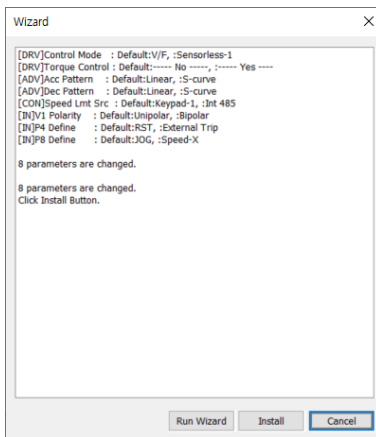 Wizard
[DRV]Control Mode : Default:V/F, :Sensorless-1
[DRV]Torque Control : Default:----- No -----, :----- Yes ----
[ADV]Acc Pattern : Default:Linear, :S-curve
[ADV]Dec Pattern : Default:Linear, :S-curve
[CON]Speed Lmt Src : Default:Keypad-1, :Int 485
[IN]V1 Polarity : Default:Unipolar, :Bipolar
[IN]P4 Define : Default:RST, :External Trip
[IN]P8 Define : Default:JOG, :Speed-X
8 parameters are changed.
8 parameters are changed.
Click Install Button.
Run Wizard Install Cancel